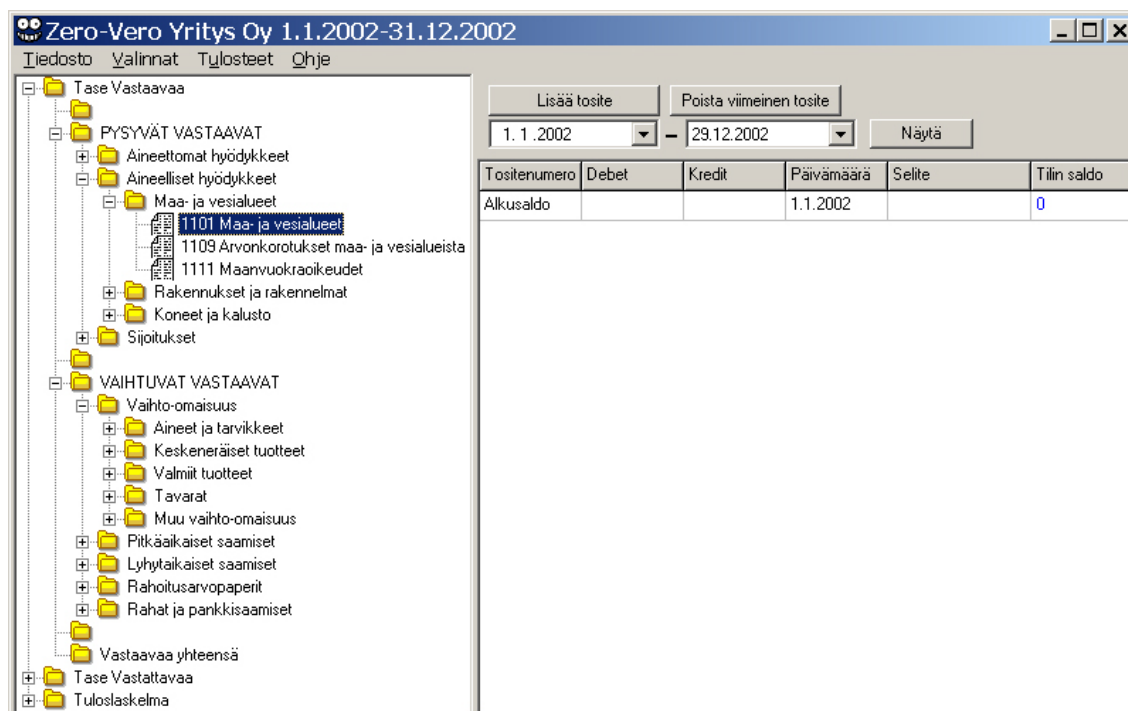 Zero-Vero Yritys Oy 1.1.2002-31.12.2002
Tiedosto Valinnat Tulosteet Ohje
Tase Vastaavaa
PYSYVÄT VASTAAVAT
Aineettomat hyödykkeet
Aineelliset hyödykkeet
Maa- ja vesialueet
1101 Maa- ja vesialueet
1109 Arvonkorotukset maa- ja vesialueista
1111 Maanvuokraoikeudet
Rakennukset ja rakennelmat
Koneet ja kalusto
Sijoitukset
VAIHTUVAT VASTAAVAT
Vaihto-omaisuus
Aineet ja tarvikkeet
Keskeneräiset tuotteet
Valmiit tuotteet
Tavarat
Muu vaihto-omaisuus
Pitkäaikaiset saamiset
Lyhytaikaiset saamiset
Rahoitusarvopaperit
Rahat ja pankkisaamiset
Vastaavaa yhteensä
Tase Vastattavaa
Tuloslaskelma
Lisää tosite Poista viimeinen tosite
1. 1 .2002 – 29.12.2002 Näytä
Tositenumero Debet Kredit Päivämäärä Selite Tilin saldo
Alkusaldo 1.1.2002 0